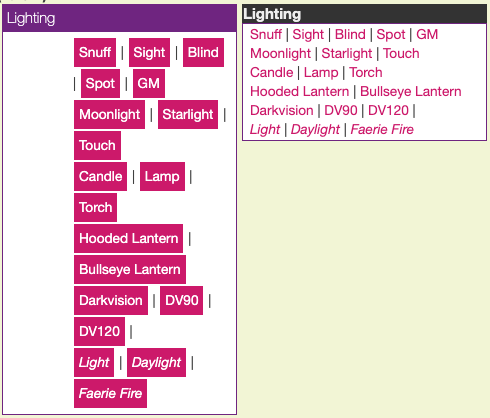 Lighting
Snuff | Sight | Blind
| Spot | GM
Moonlight | Starlight |
Touch
Candle | Lamp |
Torch
Hooded Lantern |
Bullseye Lantern
Darkvision | DV90 |
DV120 |
Light | Daylight |
Faerie Fire
Lighting
Snuff | Sight | Blind | Spot | GM
Moonlight | Starlight | Touch
Candle | Lamp | Torch
Hooded Lantern | Bullseye Lantern
Darkvision | DV90 | DV120 |
Light | Daylight | Faerie Fire